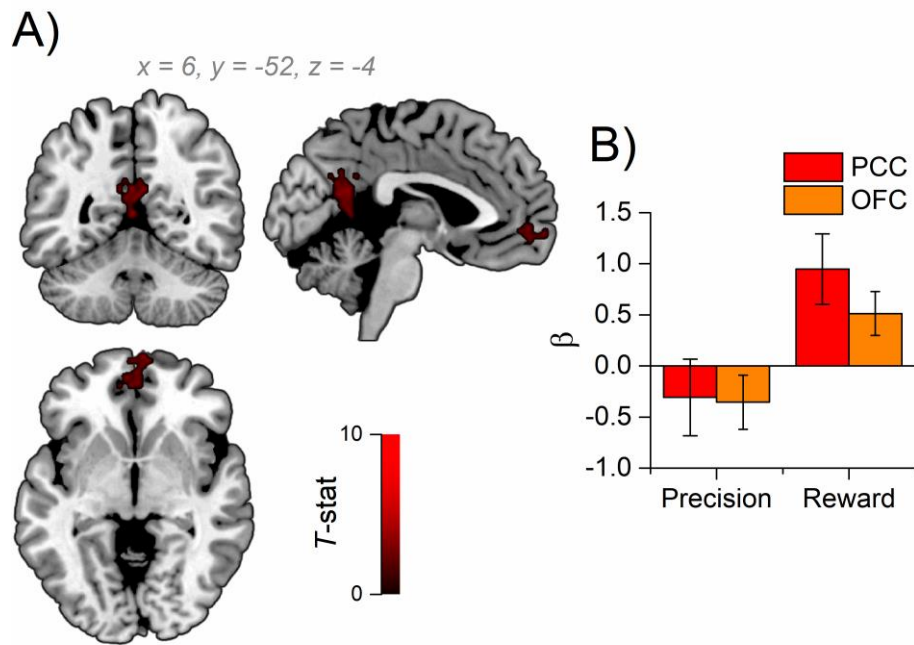 A)
x = 6, y = -52, z = -4
10
T-stat
0
B)
PCC
OFC
1.5
1.0
0.5
0.0
-0.5
-1.0
β
Precision Reward